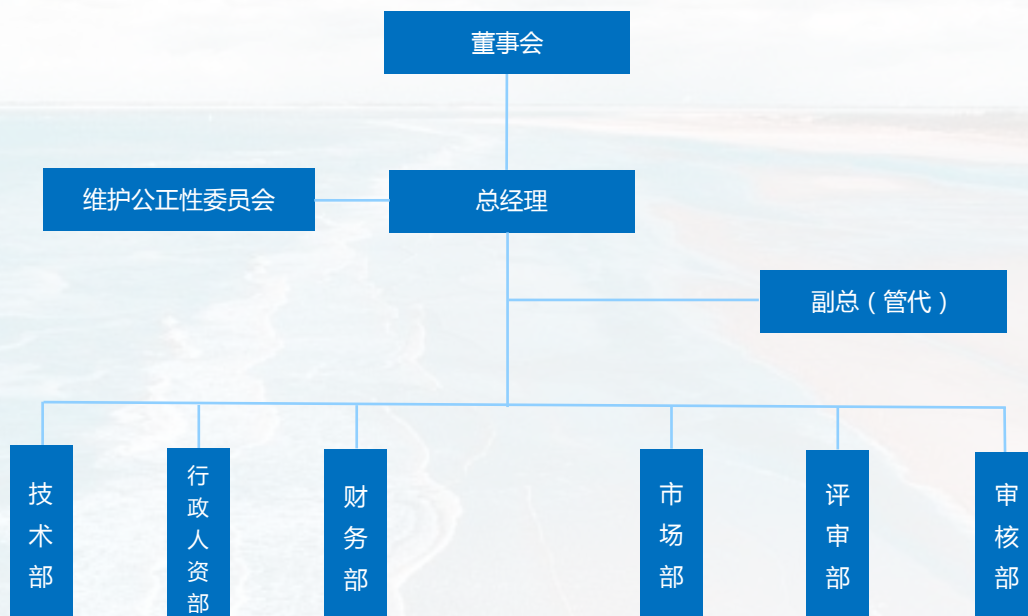 董事会
维护公正性委员会
总经理
副总（管代）
技术部
行政人资部
财务部
市场部
评审部
审核部